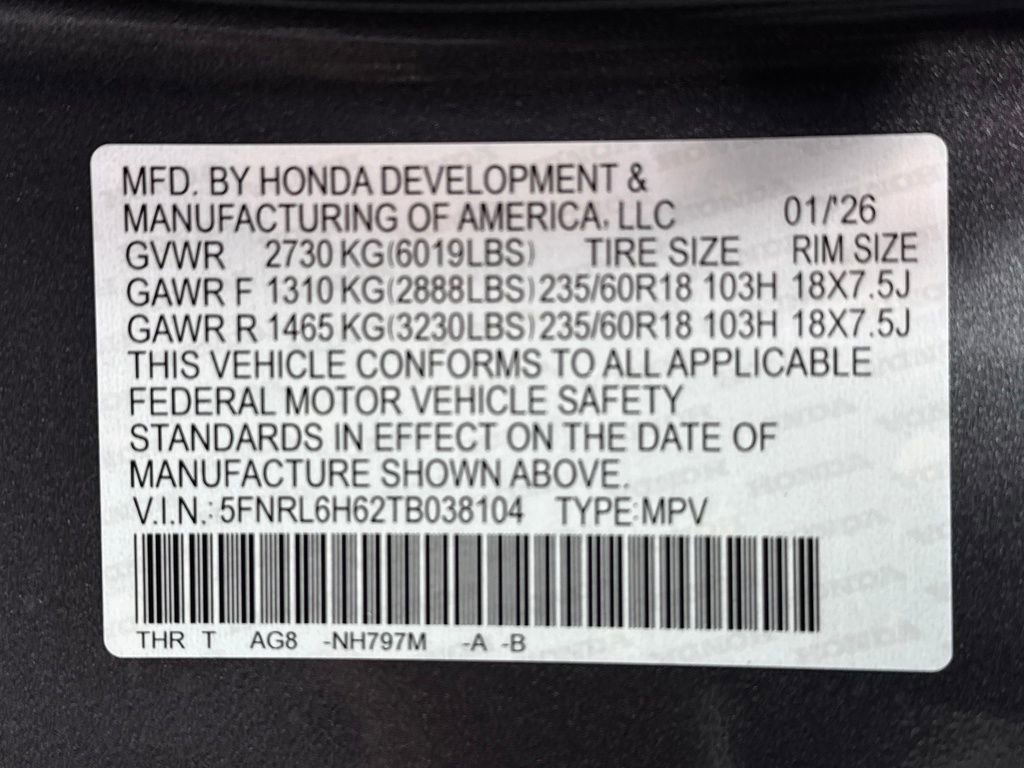 MFD. BY HONDA DEVELOPMENT &
MANUFACTURING OF AMERICA, LLC 01/'26
GVWR 2730 KG(6019LBS) TIRE SIZE RIM SIZE
GAWR F 1310 KG(2888LBS) 235/60R18 103H 18X7.5J
GAWR R 1465 KG(3230LBS) 235/60R18 103H 18X7.5J
THIS VEHICLE CONFORMS TO ALL APPLICABLE
FEDERAL MOTOR VEHICLE SAFETY
STANDARDS IN EFFECT ON THE DATE OF
MANUFACTURE SHOWN ABOVE.
V.I.N.: 5FNRL6H62TB038104 TYPE:MPV
THR T AG8 -NH797M -A -B